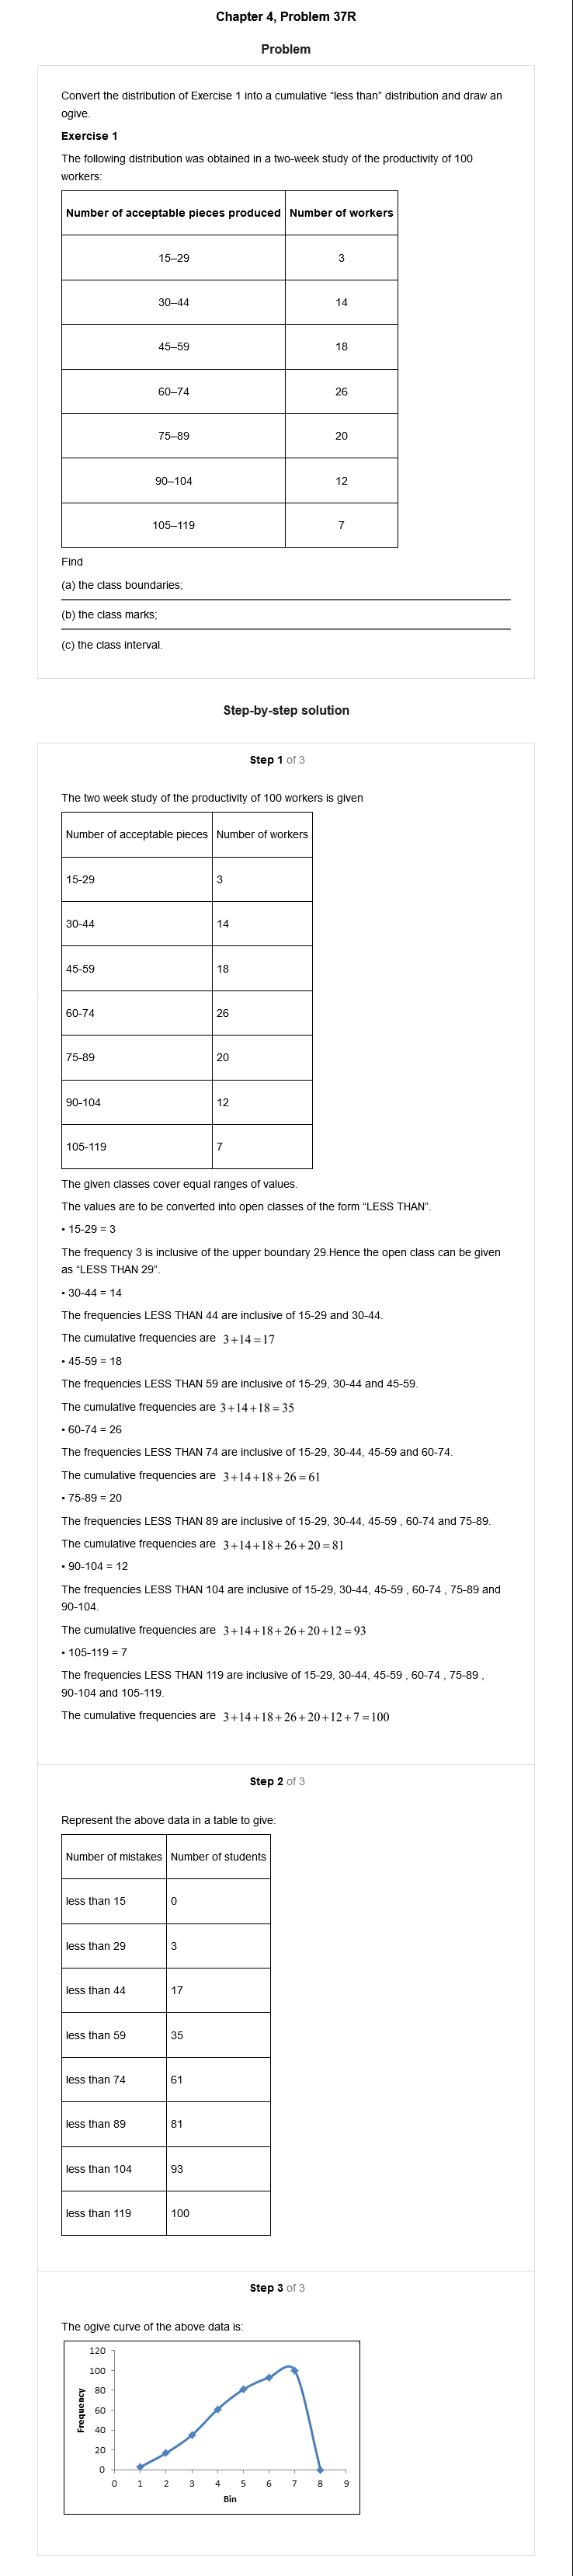 Chapter 4, Problem 37R
Problem
Convert the distribution of Exercise 1 into a cumulative “less than” distribution and draw an
ogive.
Exercise 1
The following distribution was obtained in a two-week study of the productivity of 100
workers:
Number of acceptable pieces produced Number of workers
15–29 3
30–44 14
45–59 18
60–74 26
75–89 20
90–104 12
105–119 7
Find
(a) the class boundaries;
(b) the class marks;
(c) the class interval.
Step-by-step solution
Step 1 of 3
The two week study of the productivity of 100 workers is given
Number of acceptable pieces Number of workers
15-29 3
30-44 14
45-59 18
60-74 26
75-89 20
90-104 12
105-119 7
The given classes cover equal ranges of values.
The values are to be converted into open classes of the form “LESS THAN”.
• 15-29 = 3
The frequency 3 is inclusive of the upper boundary 29.Hence the open class can be given
as “LESS THAN 29”.
• 30-44 = 14
The frequencies LESS THAN 44 are inclusive of 15-29 and 30-44.
The cumulative frequencies are 3+14=17
• 45-59 = 18
The frequencies LESS THAN 59 are inclusive of 15-29, 30-44 and 45-59.
The cumulative frequencies are 3+14+18=35
• 60-74 = 26
The frequencies LESS THAN 74 are inclusive of 15-29, 30-44, 45-59 and 60-74.
The cumulative frequencies are 3+14+18+26=61
• 75-89 = 20
The frequencies LESS THAN 89 are inclusive of 15-29, 30-44, 45-59 , 60-74 and 75-89.
The cumulative frequencies are 3+14+18+26+20=81
• 90-104 = 12
The frequencies LESS THAN 104 are inclusive of 15-29, 30-44, 45-59 , 60-74 , 75-89 and
90-104.
The cumulative frequencies are 3+14+18+26+20+12=93
• 105-119 = 7
The frequencies LESS THAN 119 are inclusive of 15-29, 30-44, 45-59 , 60-74 , 75-89 ,
90-104 and 105-119.
The cumulative frequencies are 3+14+18+26+20+12+7=100
Step 2 of 3
Represent the above data in a table to give:
Number of mistakes Number of students
less than 15 0
less than 29 3
less than 44 17
less than 59 35
less than 74 61
less than 89 81
less than 104 93
less than 119 100
Step 3 of 3
The ogive curve of the above data is:
120
100
80
60
40
20
0
Frequency
0 1 2 3 4 5 6 7 8 9
Bin